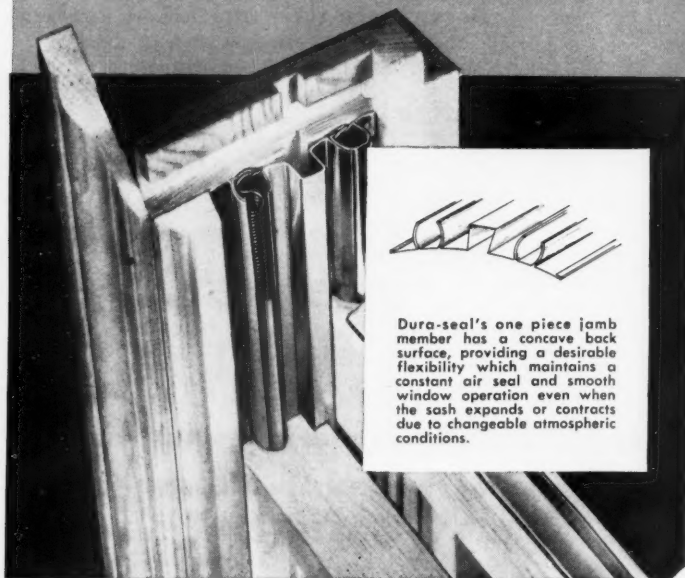 Dura-seal's one piece jamb
member has a concave back
surface, providing a desirable
flexibility which maintains a
constant air seal and smooth
window operation even when
the sash expands or contracts
due to changeable atmospheric
conditions.